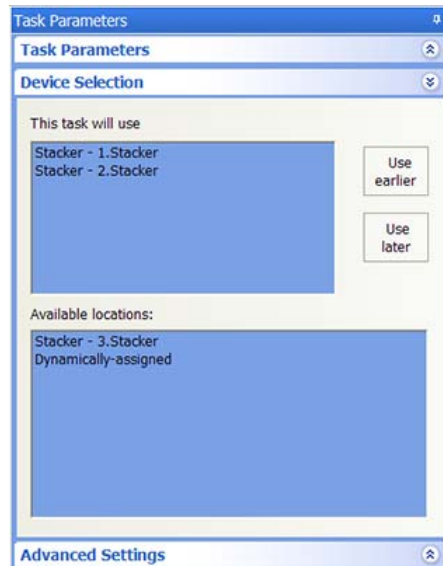 Task Parameters
Task Parameters
Device Selection
This task will use
Stacker - 1.Stacker
Stacker - 2.Stacker
Use
earlier
Use
later
Available locations:
Stacker - 3.Stacker
Dynamically-assigned
Advanced Settings